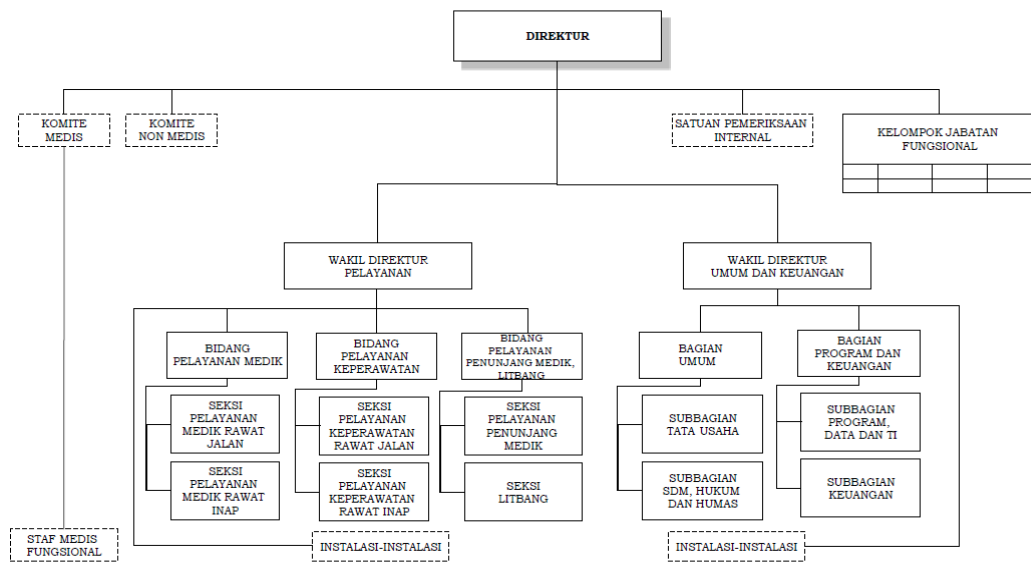 DIREKTUR
KOMITE
MEDIS
KOMITE
NON MEDIS
SATUAN PEMERIKSAAN
INTERNAL
KELOMPOK JABATAN
FUNGSIONAL
WAKIL DIREKTUR
PELAYANAN
WAKIL DIREKTUR
UMUM DAN KEUANGAN
BIDANG
PELAYANAN MEDIK
BIDANG
PELAYANAN
KEPERAWATAN
BIDANG
PELAYANAN
PENUNJANG MEDIK,
LITBANG
BAGIAN
UMUM
BAGIAN
PROGRAM DAN
KEUANGAN
SEKSI
PELAYANAN
MEDIK RAWAT
JALAN
SEKSI
PELAYANAN
KEPERAWATAN
RAWAT JALAN
SEKSI
PELAYANAN
PENUNJANG
MEDIK
SUBBAGIAN
TATA USAHA
SUBBAGIAN
PROGRAM,
DATA DAN TI
SEKSI
PELAYANAN
MEDIK RAWAT
INAP
SEKSI
PELAYANAN
KEPERAWATAN
RAWAT INAP
SEKSI
LITBANG
SUBBAGIAN
SDM, HUKUM
DAN HUMAS
SUBBAGIAN
KEUANGAN
STAF MEDIS
FUNGSIONAL
INSTALASI-INSTALASI
INSTALASI-INSTALASI